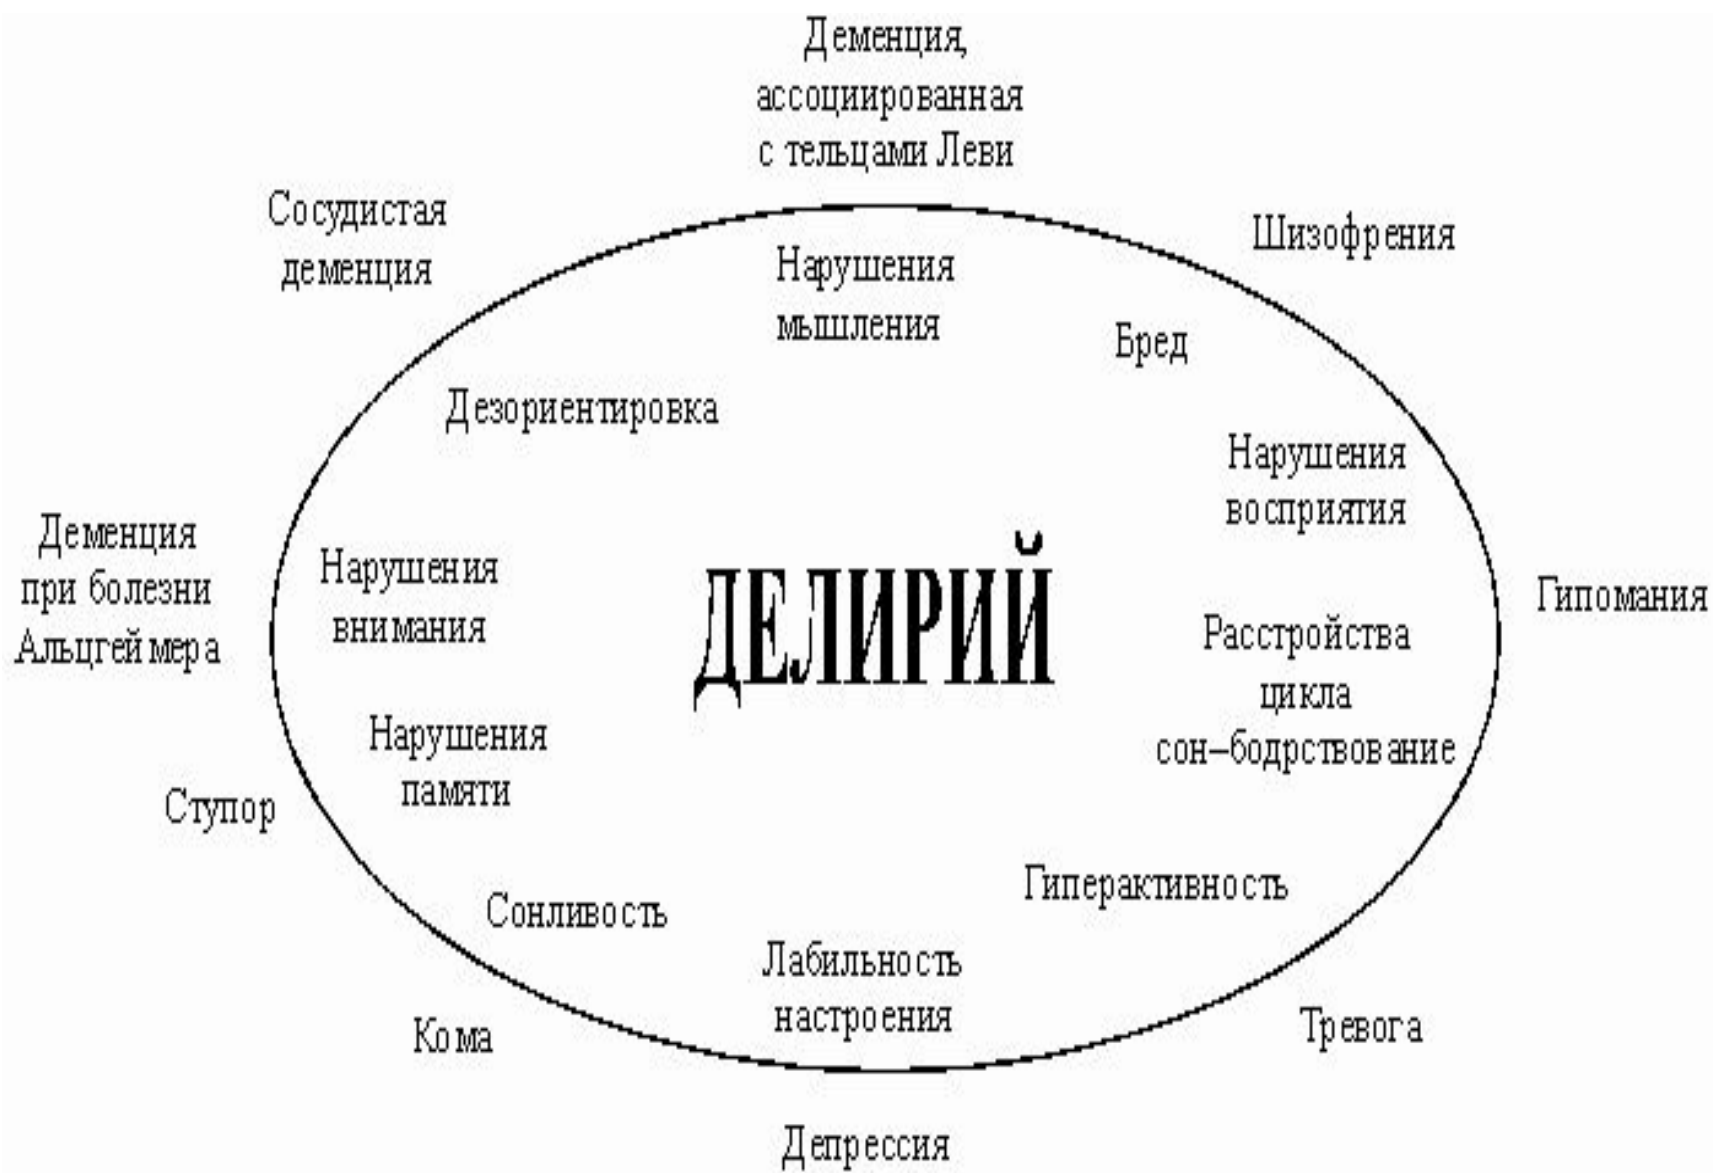 Деменция,
ассоциированная
с тельцами Леви
Сосудистая
деменция
Шизофрения
Нарушения
мышления
Бред
Дезориентировка
Нарушения
восприятия
Деменция
при болезни
Альцгеймера
Нарушения
внимания
ДЕЛИРИЙ
Гипомания
Расстройства
цикла
сон–бодрствование
Нарушения
памяти
Ступор
Гиперактивность
Сонливость
Лабильность
настроения
Кома
Тревога
Депрессия